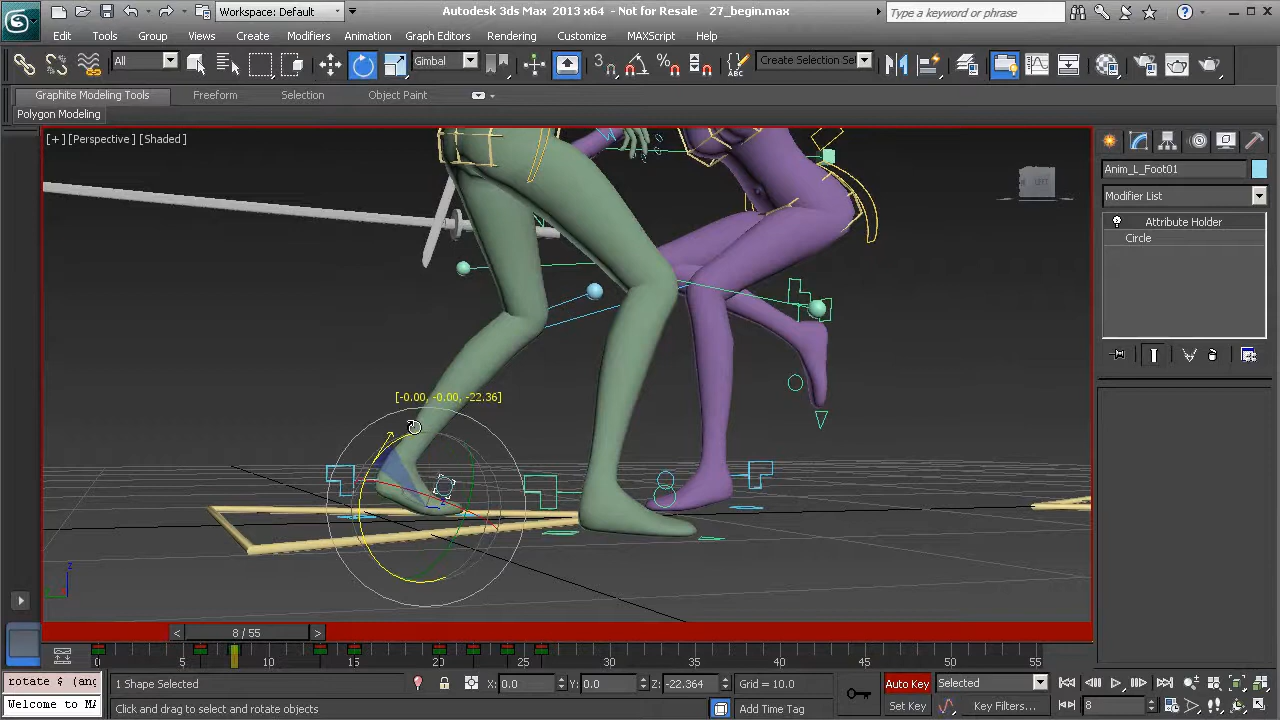 Autodesk 3ds Max 2013 x64 - Not for Resale 27_begin.max
Workspace: Default
Type a keyword or phrase
Edit Tools Group Views Create Modifiers Animation Graph Editors Rendering Customize MAXScript Help
All
Gimbal
3
Create Selection Se
ABC
Graphite Modeling Tools Freeform Selection Object Paint
Polygon Modeling
[+] [Perspective] [Shaded]
Anim_L_Foot01
Modifier List
Attribute Holder
Circle
[-0.00, -0.00, -22.36]
z
< 8 / 55 >
0 5 10 15 20 25 30 35 40 45 50 55
rotate $ (ang
1 Shape Selected
X: 0.0
Y: 0.0
Z: -22.364
Grid = 10.0
Auto Key
Selected
Welcome to MA
Click and drag to select and rotate objects
Add Time Tag
Set Key
Key Filters...
8